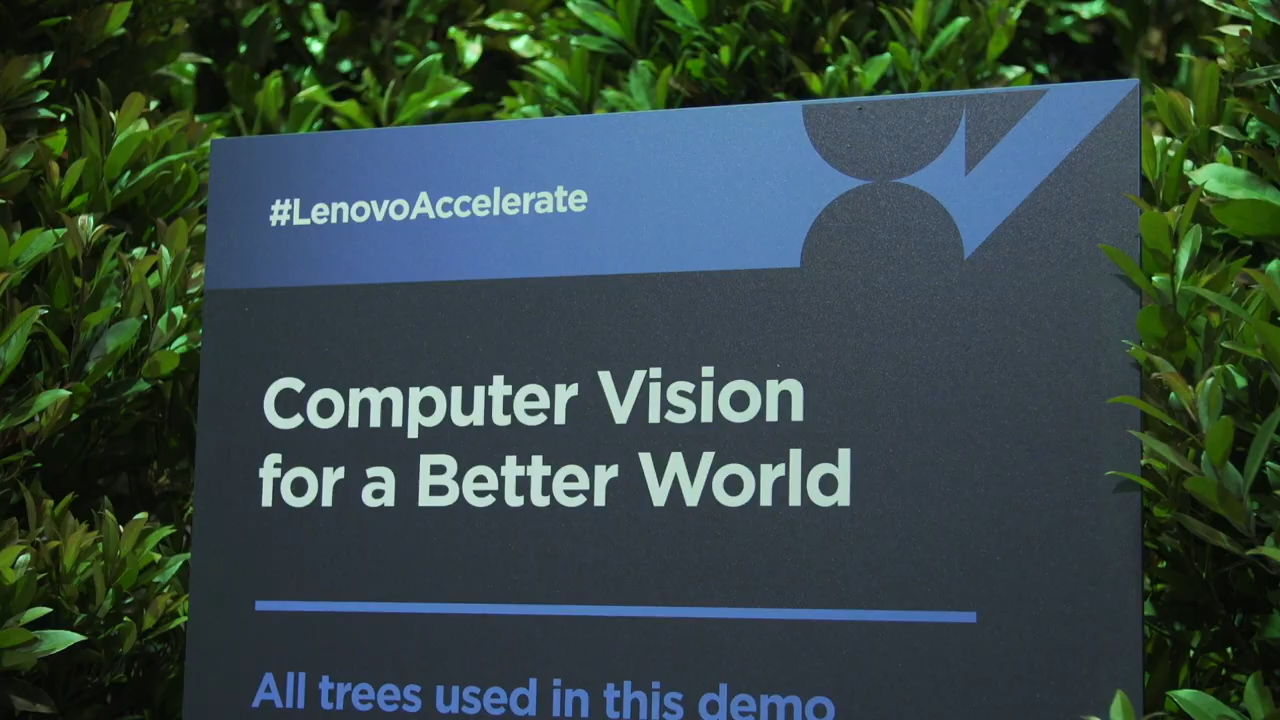 #LenovoAccelerate
Computer Vision
for a Better World
All trees used in this demo